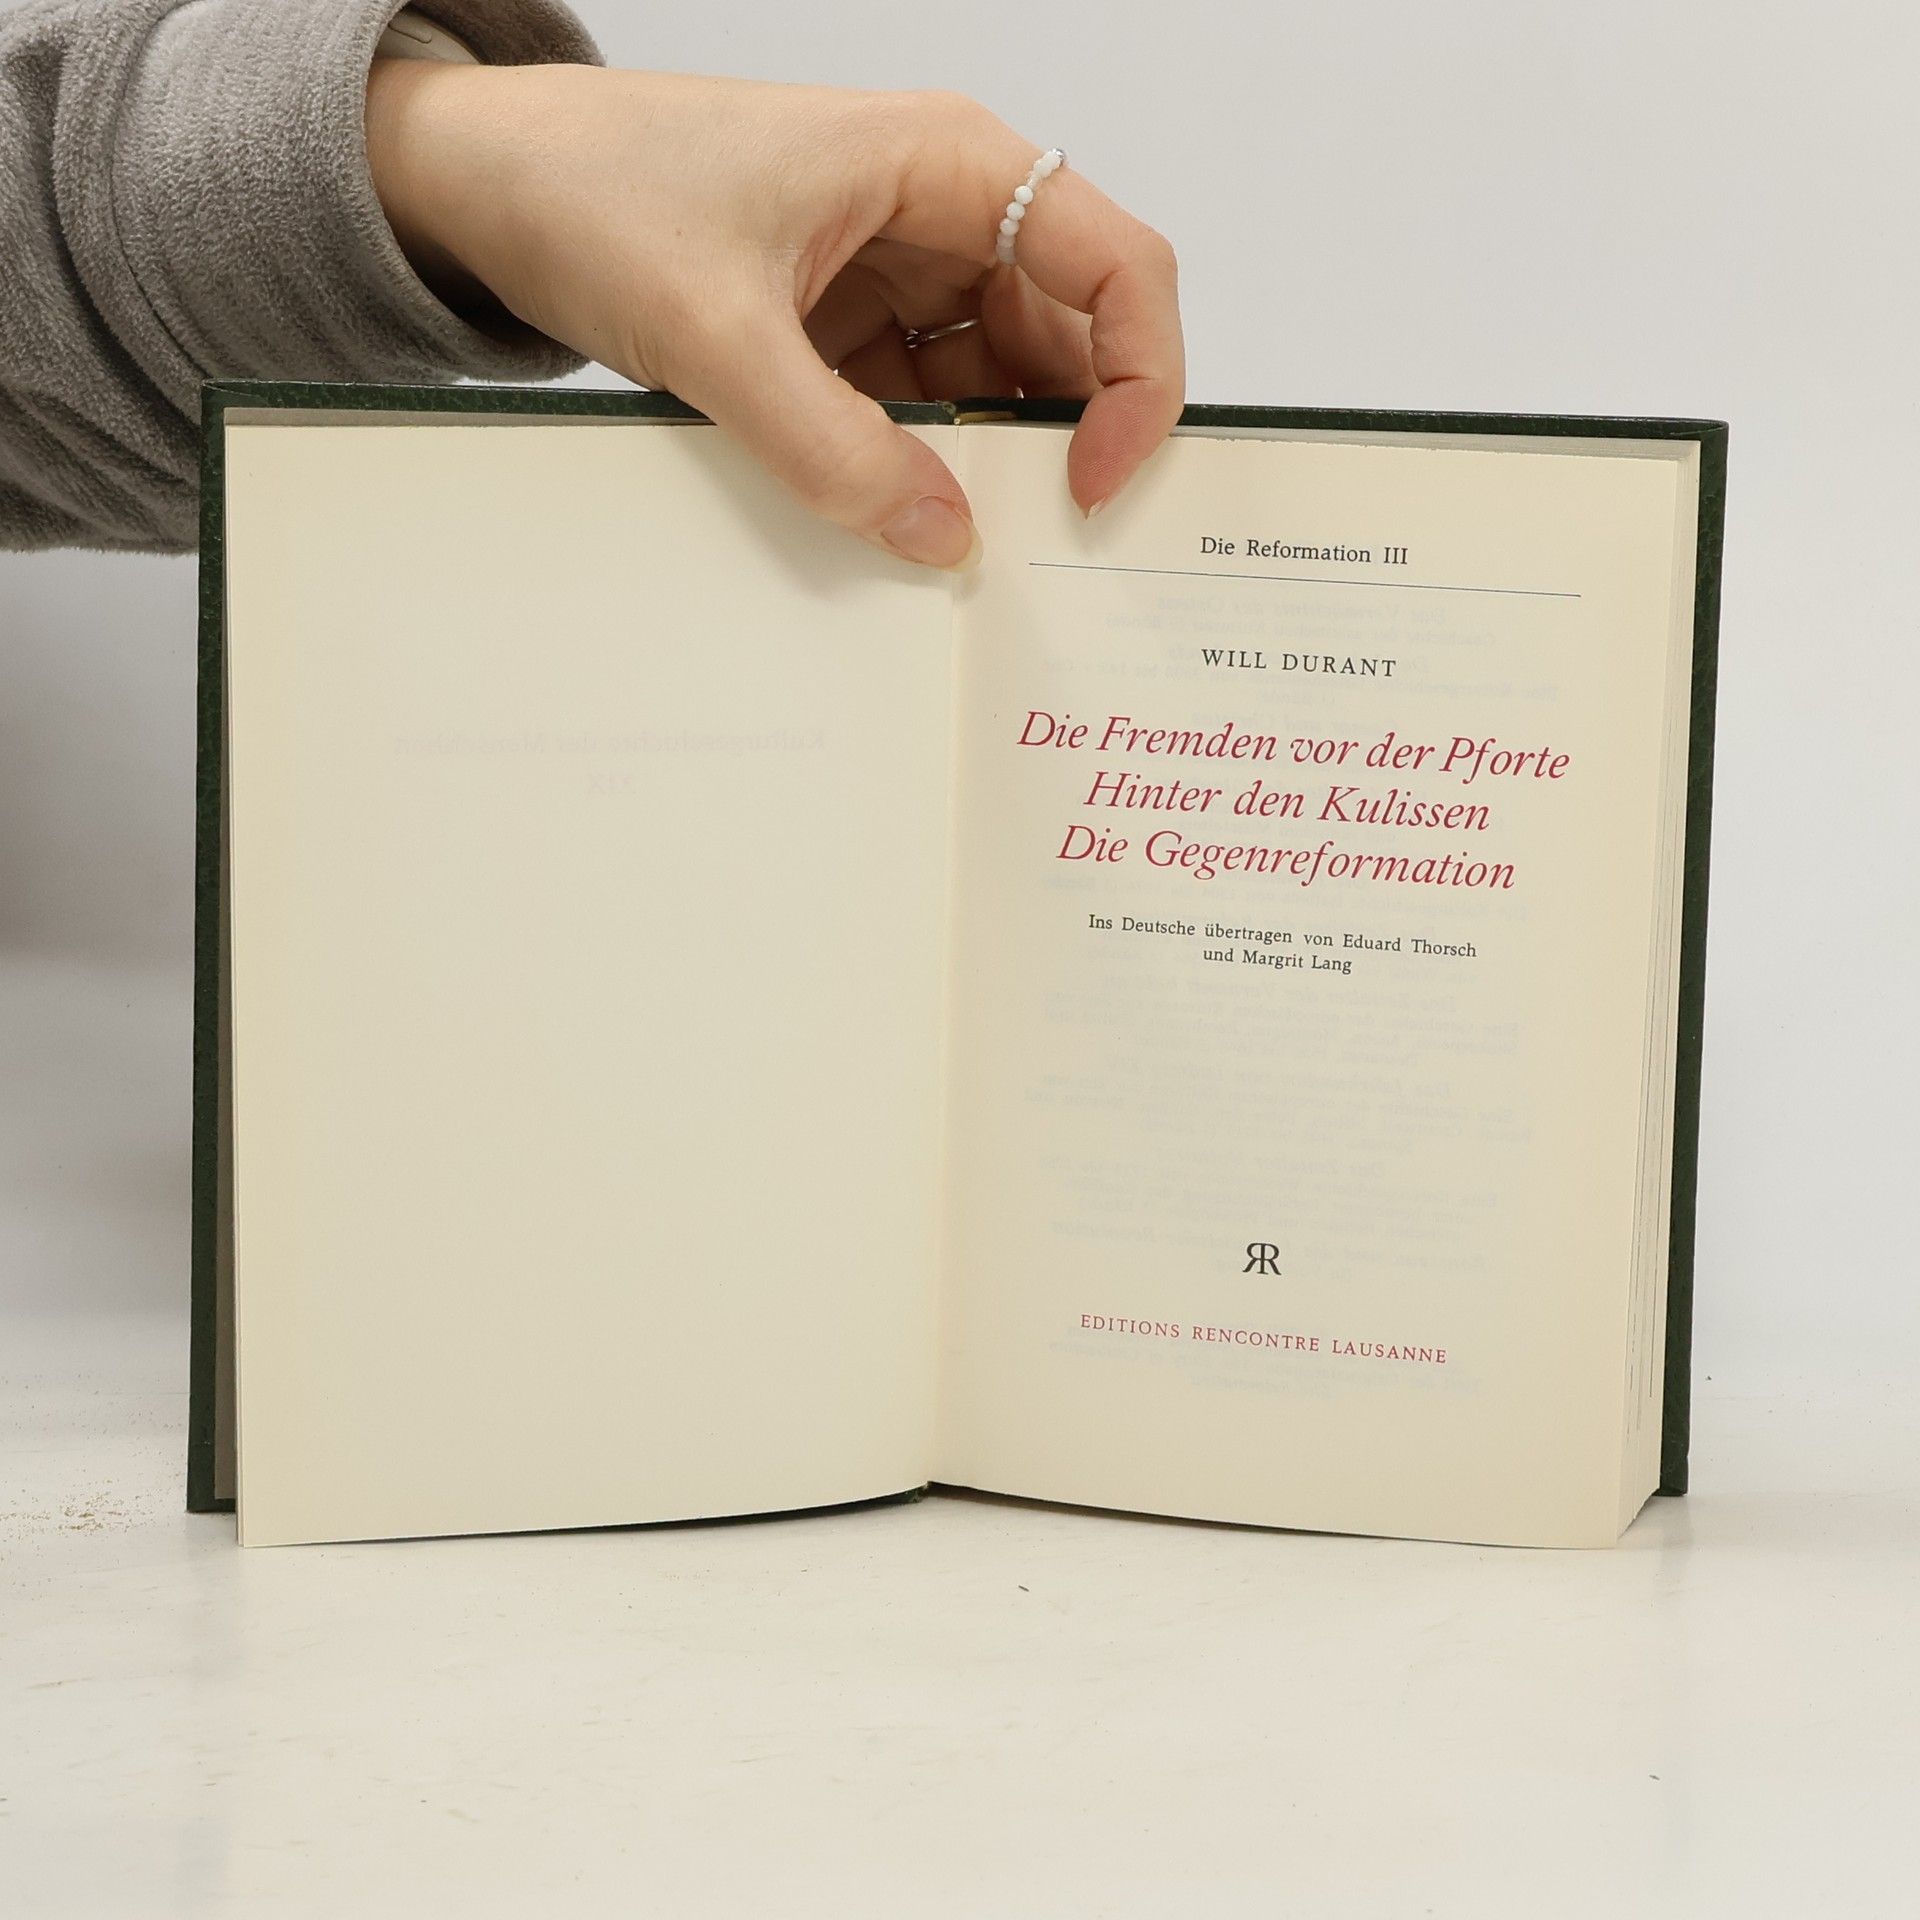 Die Reformation III
WILL DURANT
Die Fremden vor der Pforte
Hinter den Kulissen
Die Gegenreformation
Ins Deutsche übertragen von Eduard Thorsch
und Margrit Lang
RR
EDITIONS RENCONTRE LAUSANNE